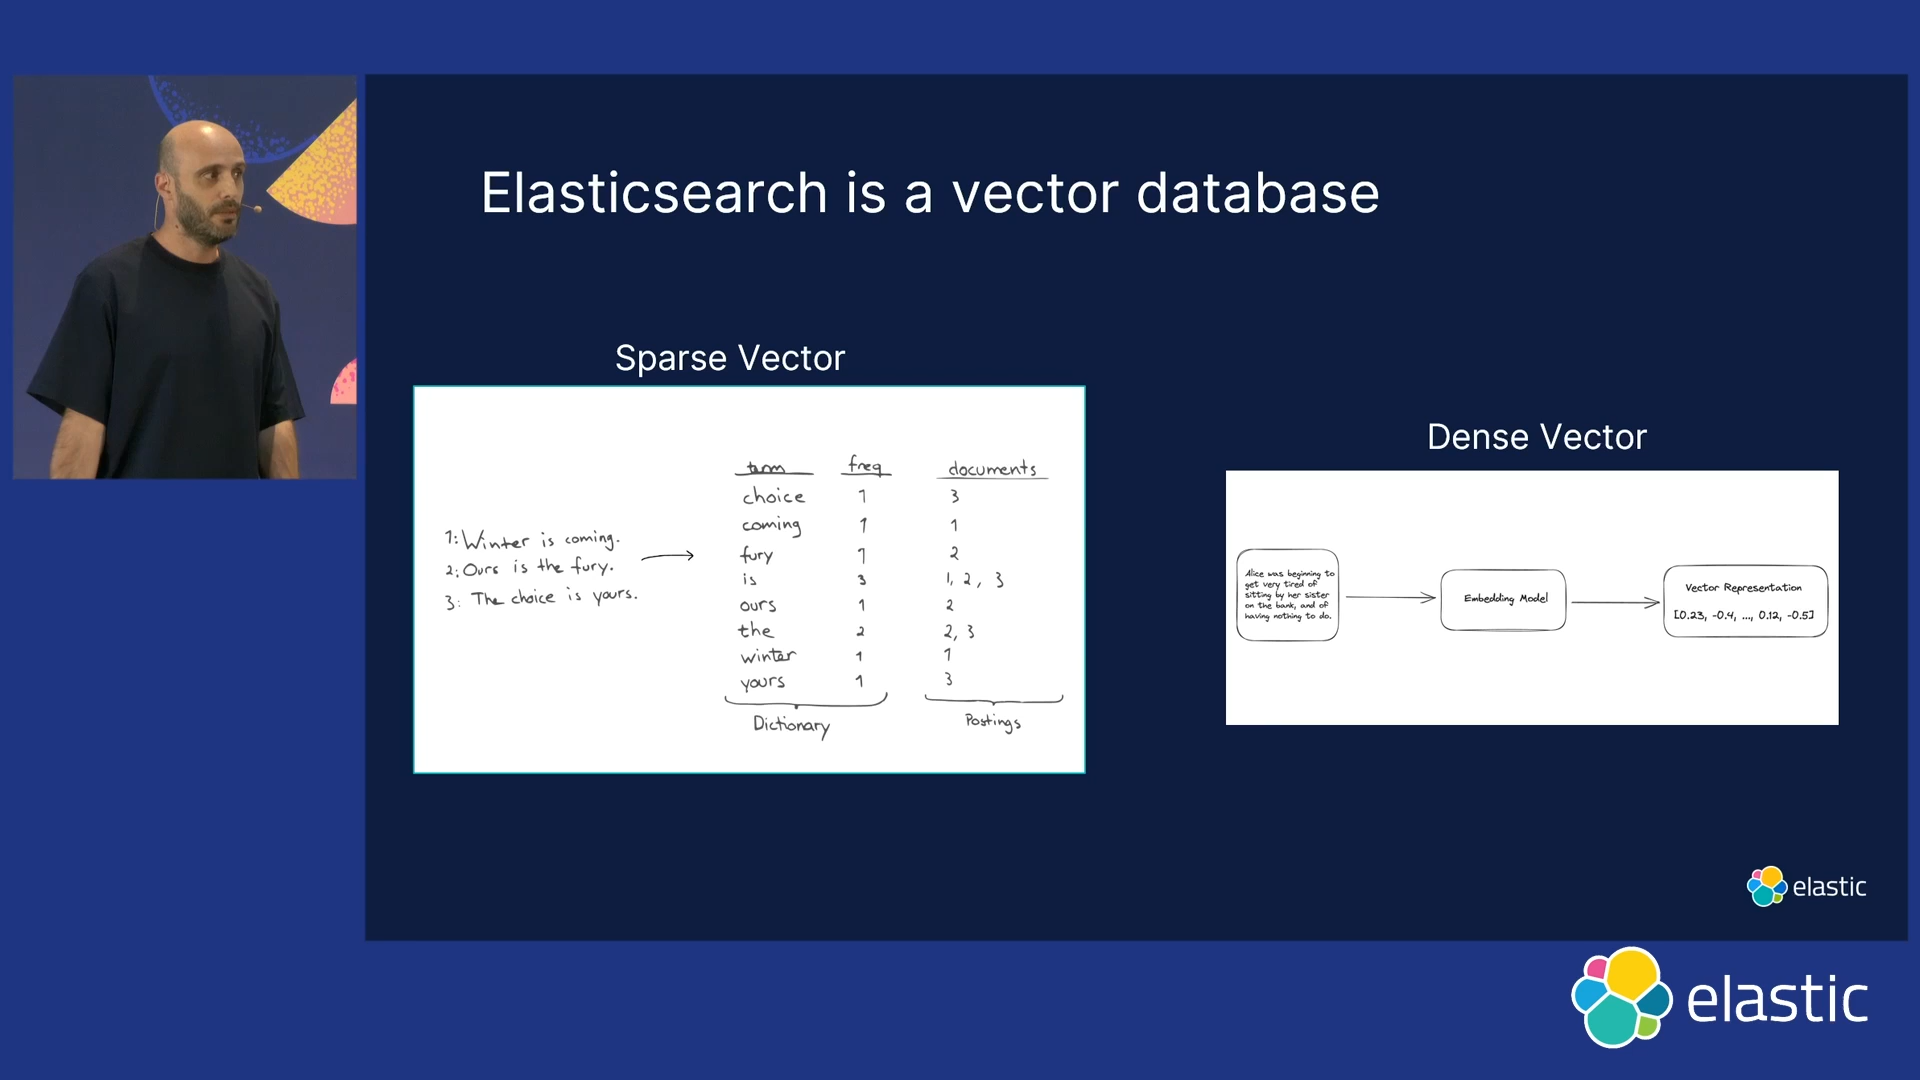 Elasticsearch is a vector database
Sparse Vector
1: Winter is coming.
2: Ours is the fury.
3: The choice is yours.
term freq documents
choice 1 3
coming 1 1
fury 1 2
is 3 1, 2, 3
ours 1 2
the 2 2, 3
winter 1 1
yours 1 3
Dictionary Postings
Dense Vector
Alice was beginning to
get very tired of
sitting by her sister
on the bank, and of
having nothing to do.
Embedding Model
Vector Representation
[0.23, -0.4, ..., 0.12, -0.5]
elastic
elastic